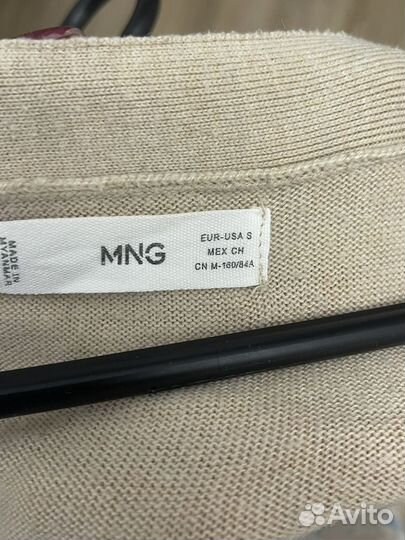 MADE IN
MYANMAR
MNG
EUR-USA S
MEX CH
CN M-160/84A
Avito